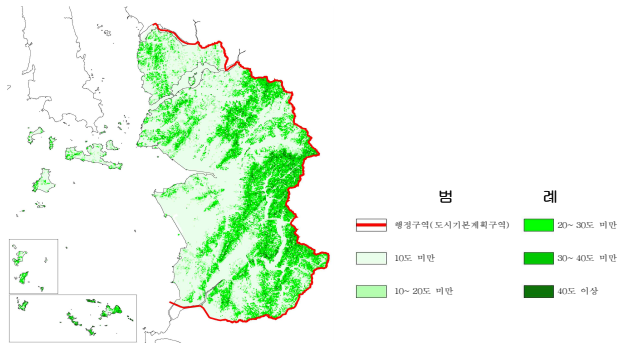 범 례
행정구역(도시기본계획구역) 20~30도 미만
10도 미만 30~40도 미만
10~20도 미만 40도 이상